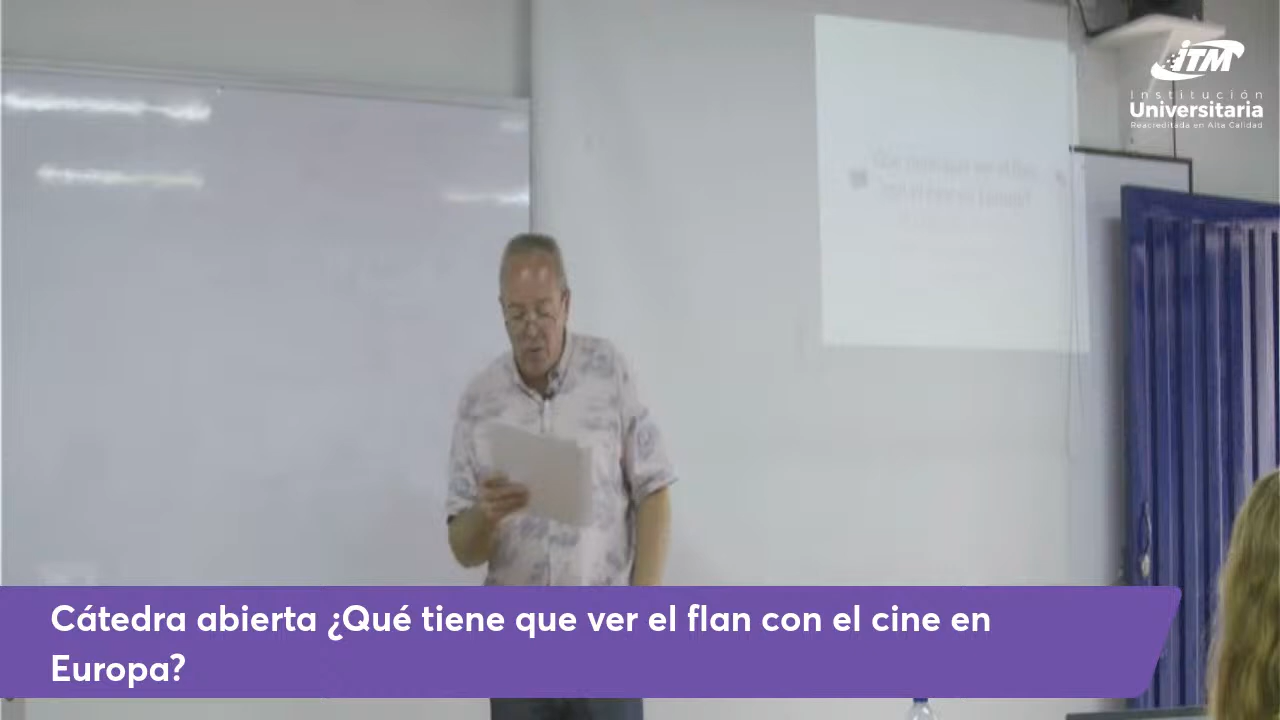 iTM
Institución
Universitaria
Reacreditada en Alta Calidad
Cátedra abierta ¿Qué tiene que ver el flan con el cine en
Europa?